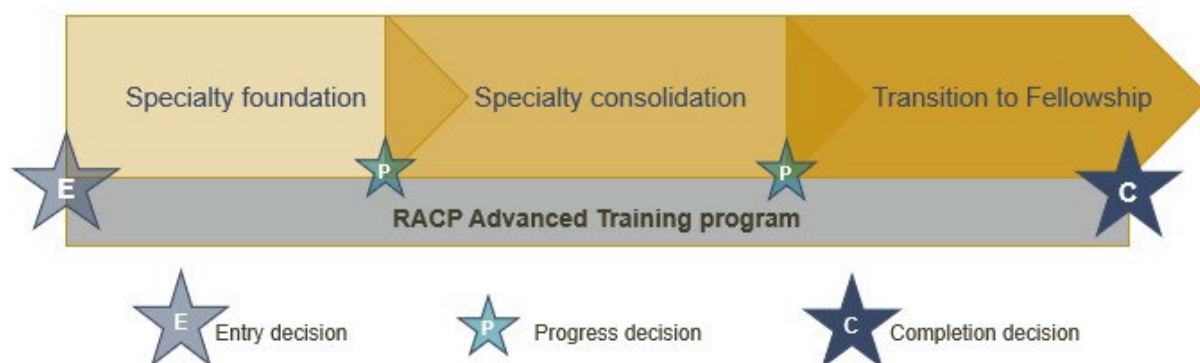 Specialty foundation
Specialty consolidation
Transition to Fellowship
E
P
P
C
RACP Advanced Training program
E
Entry decision
P
Progress decision
C
Completion decision